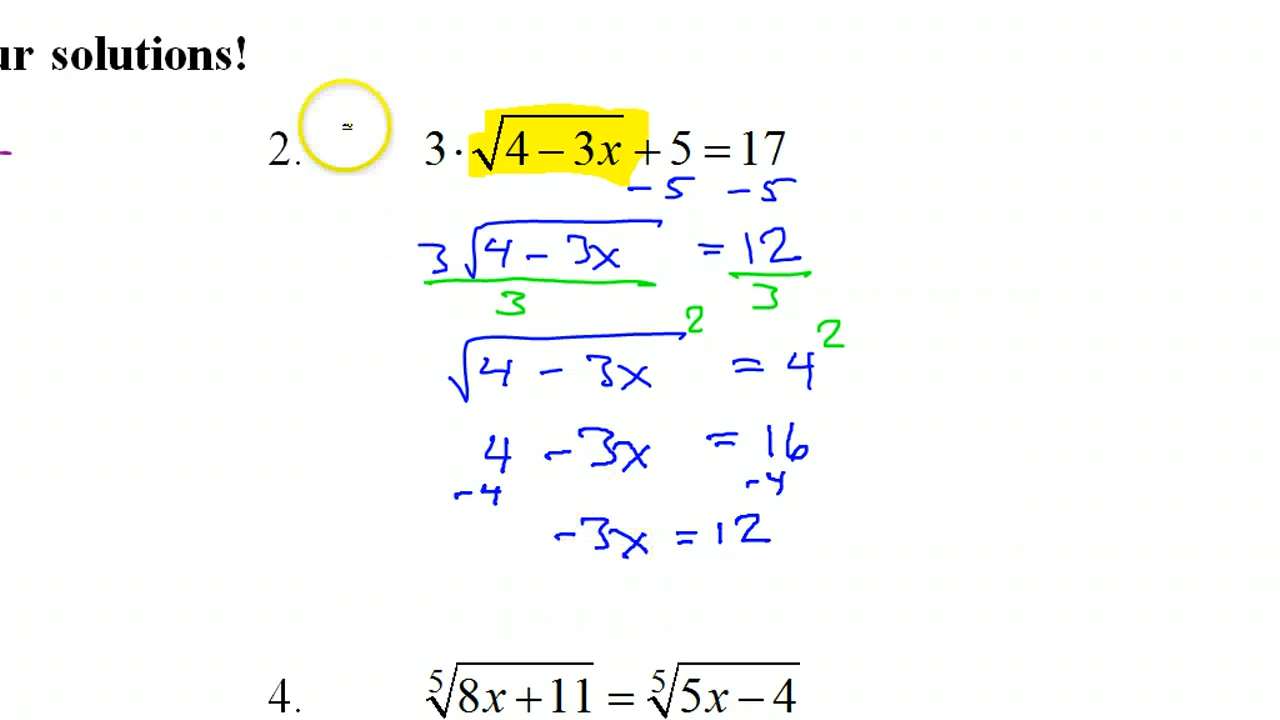 ur solutions!
2. 3·√(4−3x) + 5 = 17
− 5 − 5
3√(4 − 3x) = 12
3 3
√(4 − 3x)² = 4²
4 − 3x = 16
−4 −4
−3x = 12
4. ⁵√(8x+11) = ⁵√(5x−4)